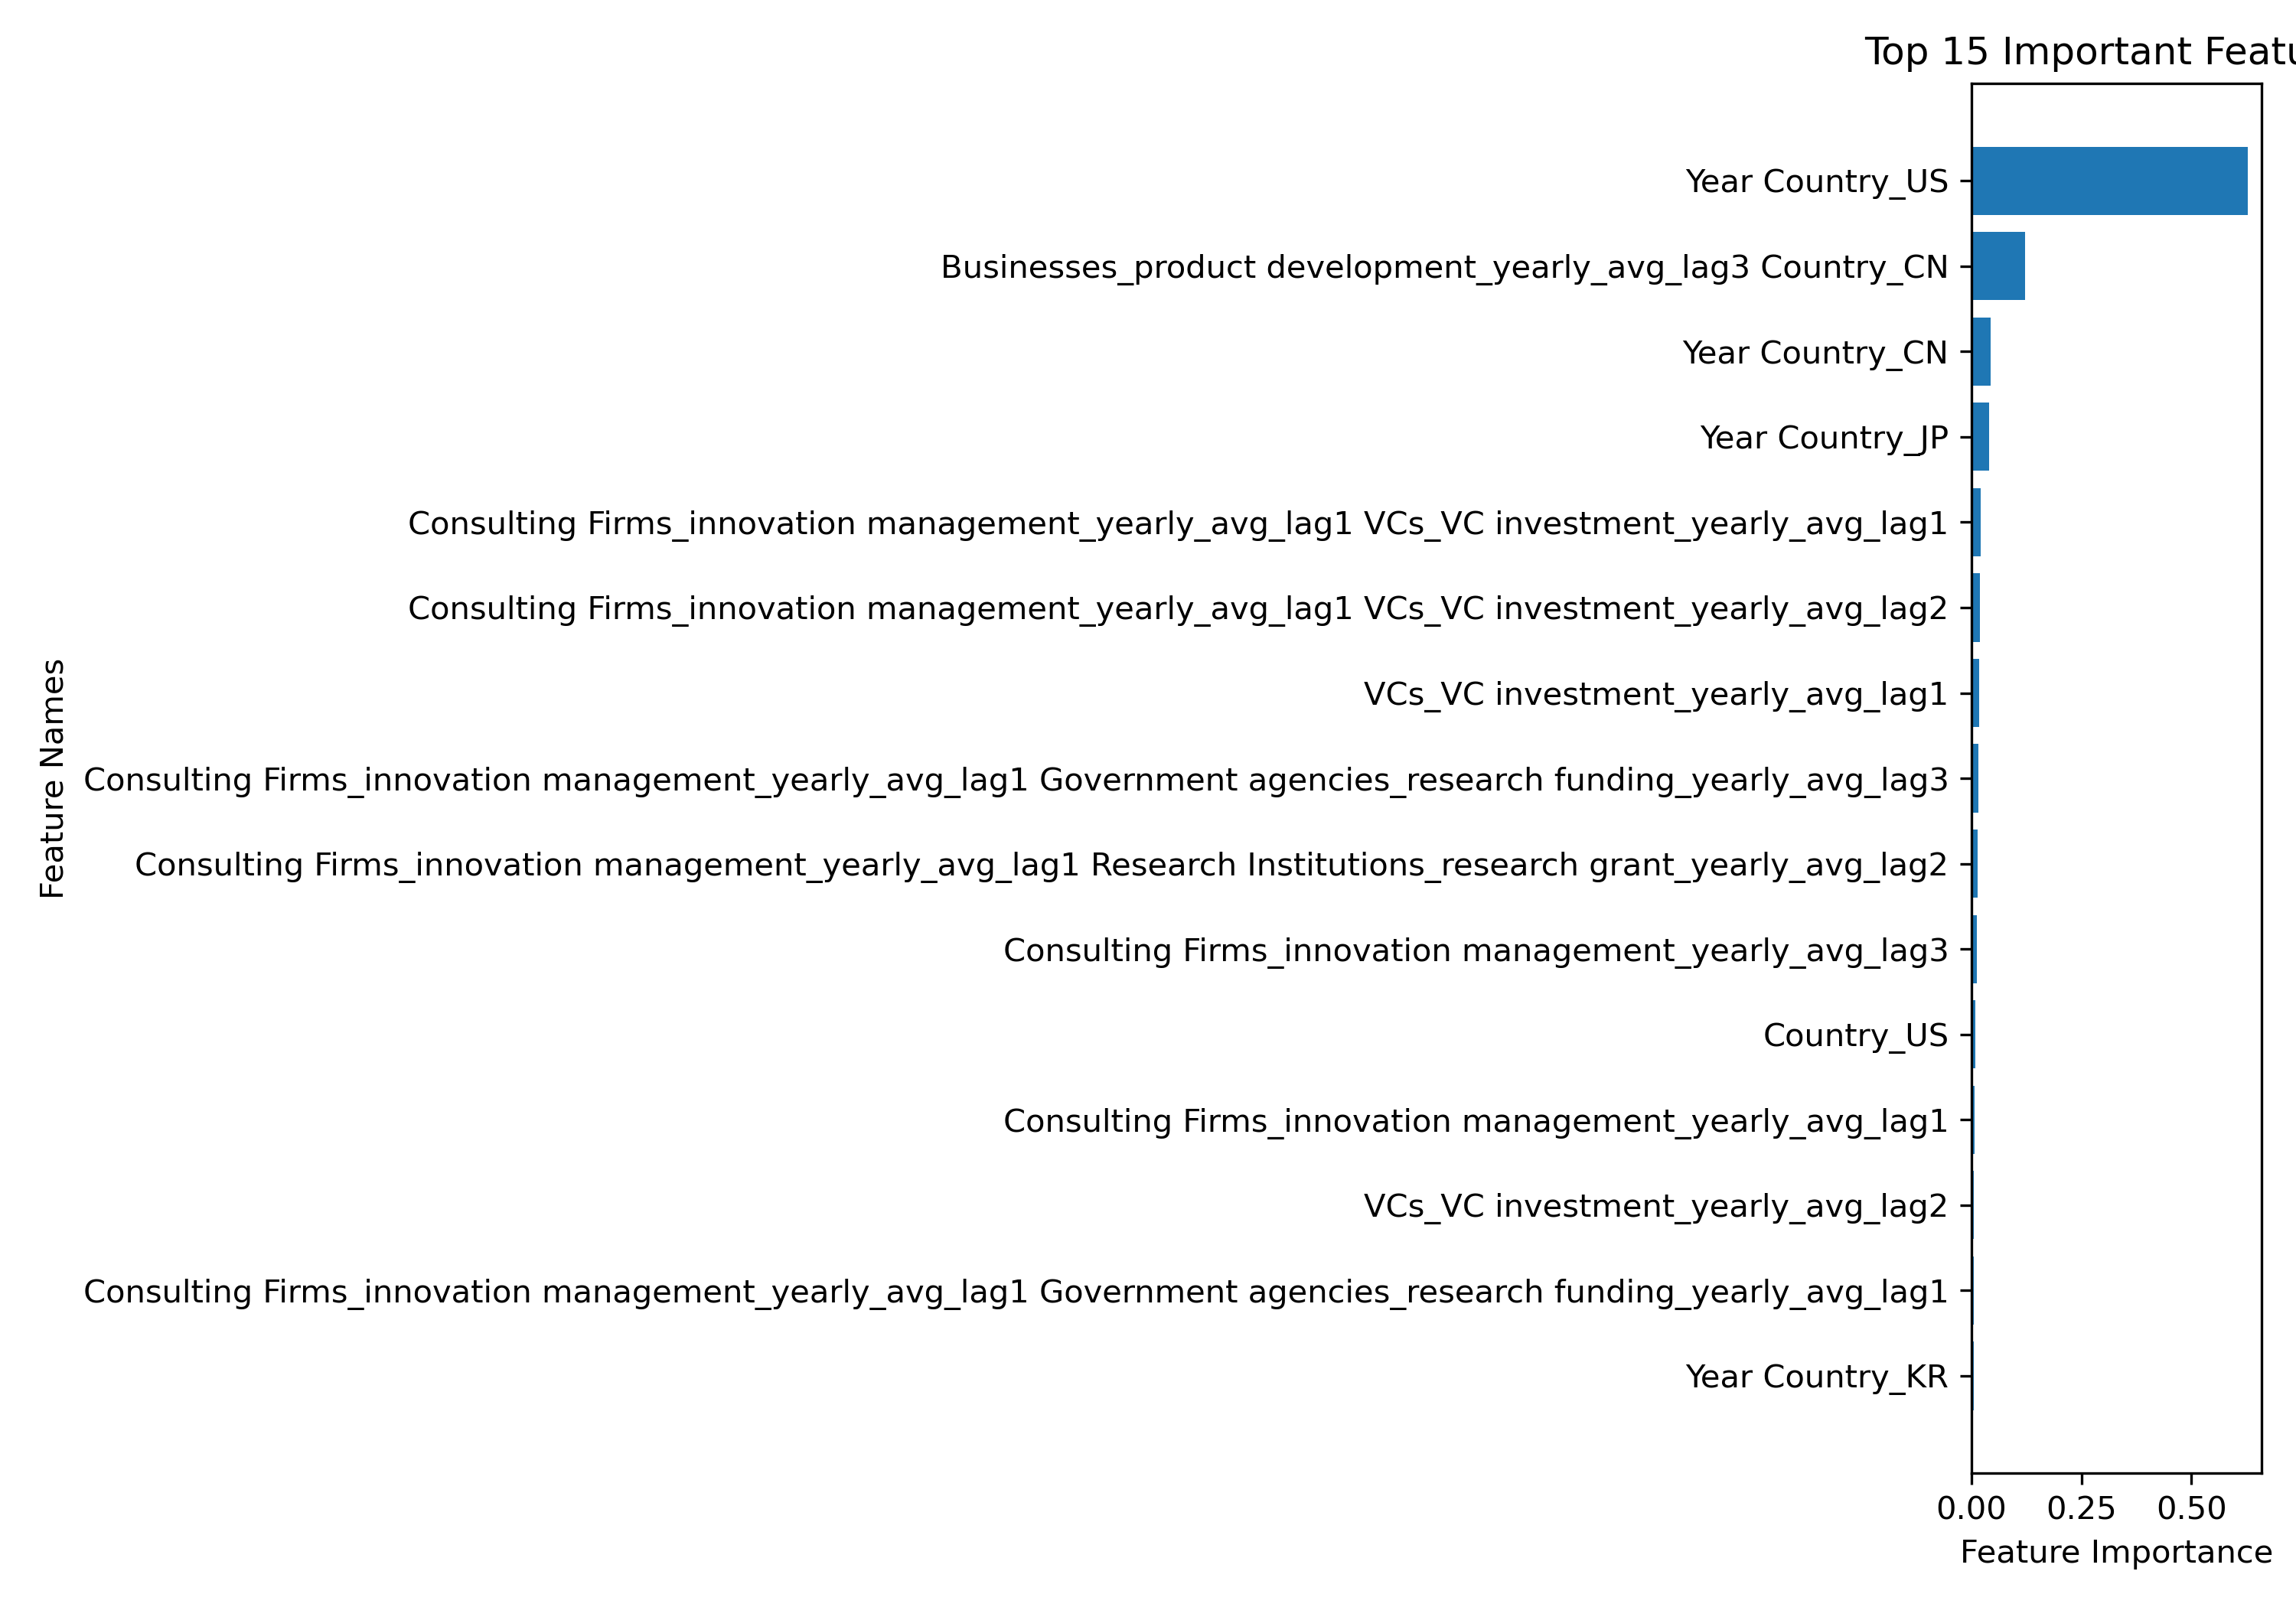 Top 15 Important Featu
Year Country_US
Businesses_product development_yearly_avg_lag3 Country_CN
Year Country_CN
Year Country_JP
Consulting Firms_innovation management_yearly_avg_lag1 VCs_VC investment_yearly_avg_lag1
Consulting Firms_innovation management_yearly_avg_lag1 VCs_VC investment_yearly_avg_lag2
VCs_VC investment_yearly_avg_lag1
Consulting Firms_innovation management_yearly_avg_lag1 Government agencies_research funding_yearly_avg_lag3
Consulting Firms_innovation management_yearly_avg_lag1 Research Institutions_research grant_yearly_avg_lag2
Consulting Firms_innovation management_yearly_avg_lag3
Country_US
Consulting Firms_innovation management_yearly_avg_lag1
VCs_VC investment_yearly_avg_lag2
Consulting Firms_innovation management_yearly_avg_lag1 Government agencies_research funding_yearly_avg_lag1
Year Country_KR
Feature Names
0.00 0.25 0.50
Feature Importance